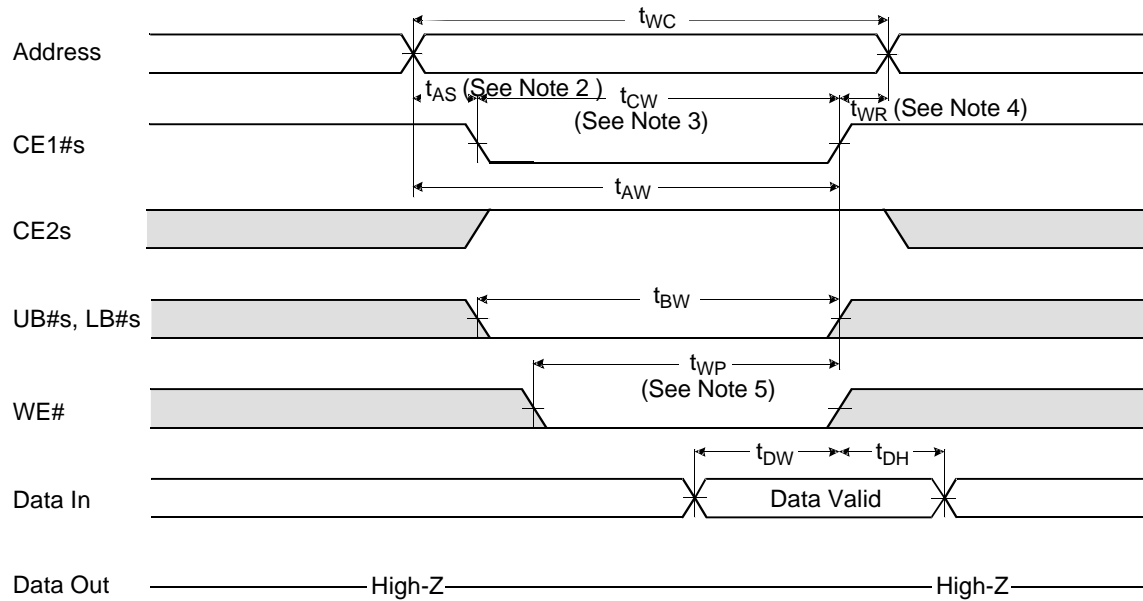 tWC
Address
tAS (See Note 2 )
tCW
(See Note 3)
tWR (See Note 4)
CE1#s
tAW
CE2s
tBW
UB#s, LB#s
tWP
(See Note 5)
WE#
tDW
tDH
Data In
Data Valid
Data Out
High-Z
High-Z